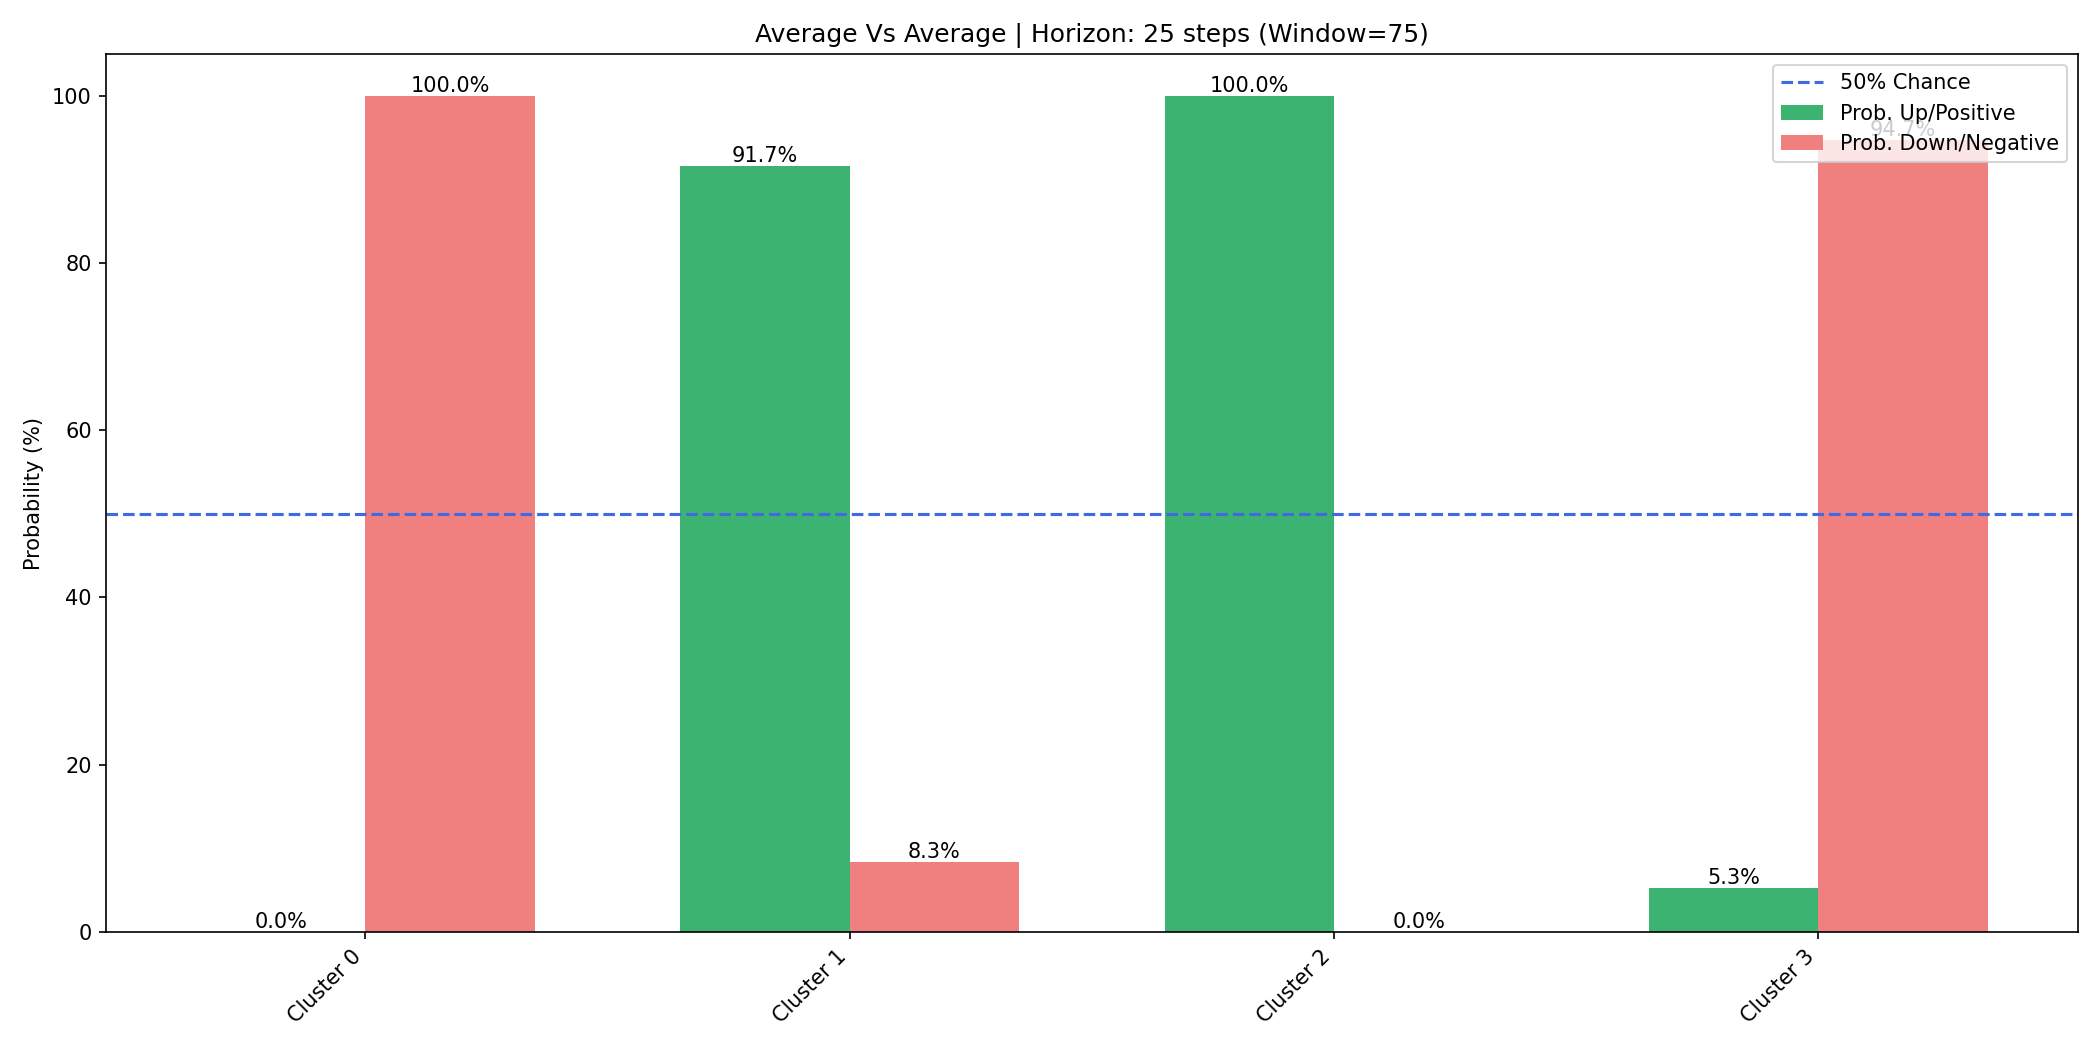 Average Vs Average | Horizon: 25 steps (Window=75)
50% Chance
Prob. Up/Positive
Prob. Down/Negative
100.0%
91.7%
100.0%
94.7%
0.0%
8.3%
0.0%
5.3%
Probability (%)
100
80
60
40
20
0
Cluster 0
Cluster 1
Cluster 2
Cluster 3